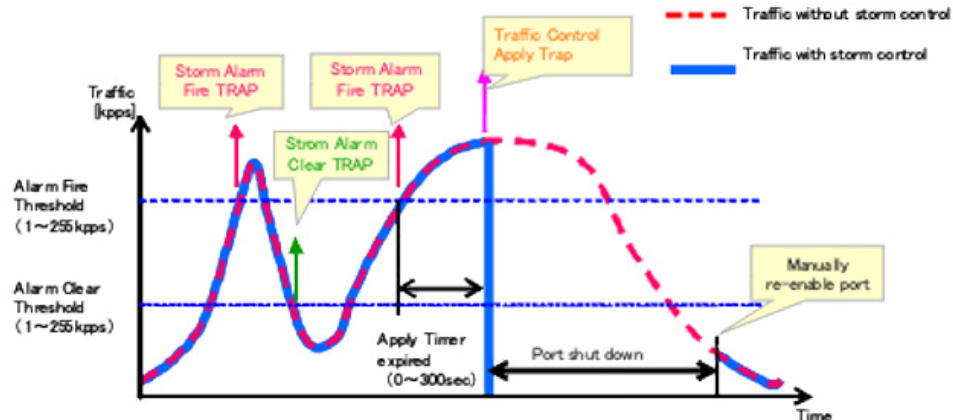 Traffic without storm control
Traffic with storm control
Traffic Control
Apply Trap
Storm Alarm
Fire TRAP
Storm Alarm
Fire TRAP
Strom Alarm
Clear TRAP
Traffic
[kpps]
Alarm Fire
Threshold
(1～255kpps)
Alarm Clear
Threshold
(1～255kpps)
Manually
re-enable port
Apply Timer
expired
(0～300sec)
Port shut down
Time